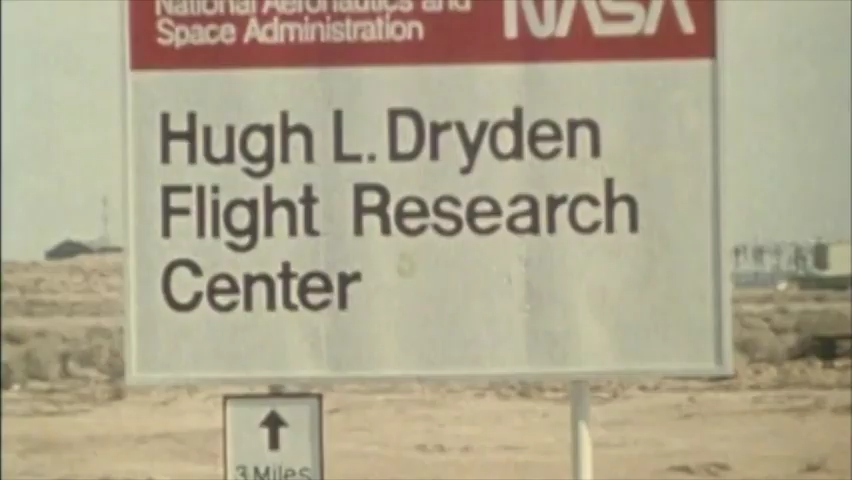 National Aeronautics and
Space Administration
NASA
Hugh L. Dryden
Flight Research
Center
3 Miles